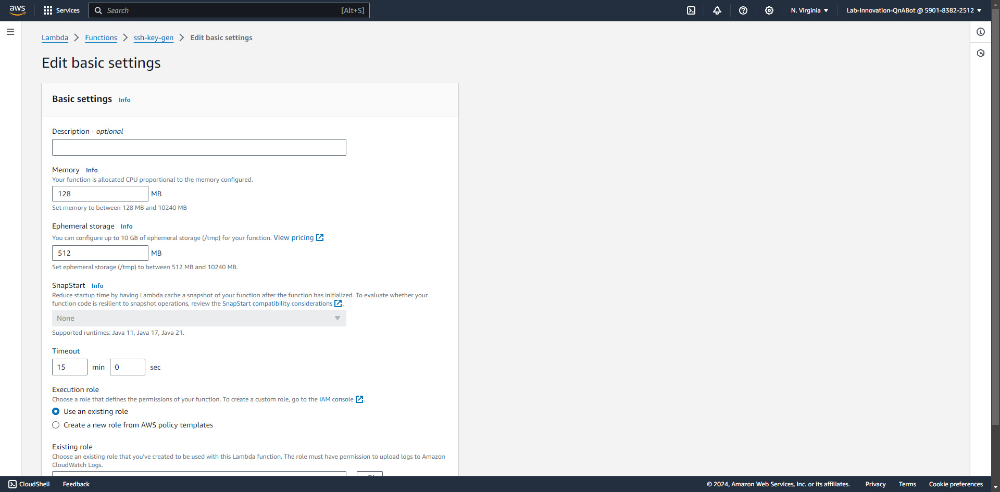 aws
Services
Search
[Alt+S]
N. Virginia
Lab-Innovation-QnABot @ 5901-8382-2512
Lambda
Functions
ssh-key-gen
Edit basic settings
Edit basic settings
Basic settings Info
Description - optional
Memory Info
Your function is allocated CPU proportional to the memory configured.
128 MB
Set memory to between 128 MB and 10240 MB
Ephemeral storage Info
You can configure up to 10 GB of ephemeral storage (/tmp) for your function. View pricing
512 MB
Set ephemeral storage (/tmp) to between 512 MB and 10240 MB.
SnapStart Info
Reduce startup time by having Lambda cache a snapshot of your function after the function has initialized. To evaluate whether your
function code is resilient to snapshot operations, review the SnapStart compatibility considerations .
None
Supported runtimes: Java 11, Java 17, Java 21.
Timeout
15 min 0 sec
Execution role
Choose a role that defines the permissions of your function. To create a custom role, go to the IAM console .
Use an existing role
Create a new role from AWS policy templates
Existing role
Choose an existing role that you've created to be used with this Lambda function. The role must have permission to upload logs to Amazon
CloudWatch Logs.
CloudShell
Feedback
© 2024, Amazon Web Services, Inc. or its affiliates.
Privacy
Terms
Cookie preferences